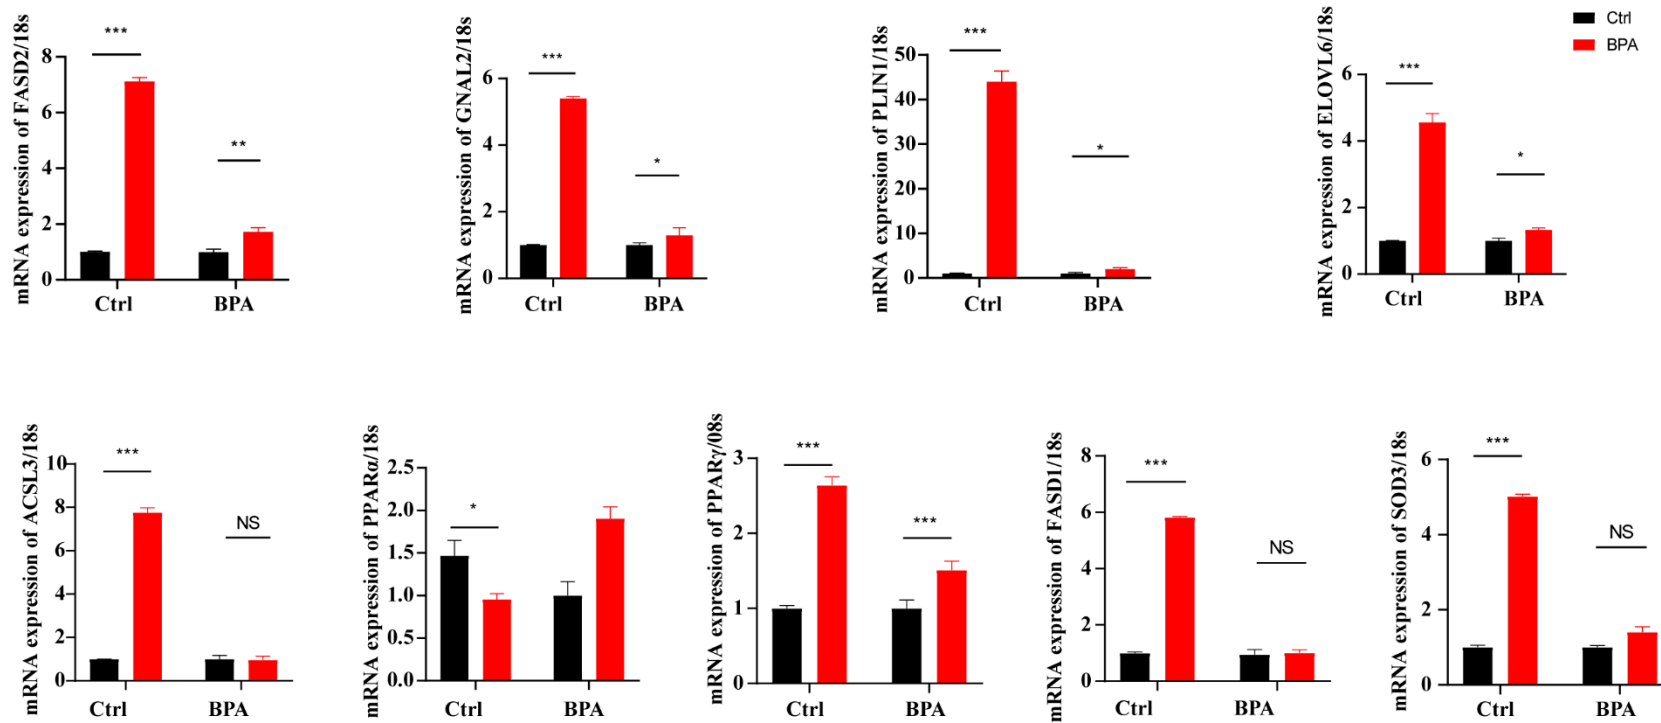 mRNA expression of FASD2/18s
8
6
4
2
0
***
**
Ctrl
BPA
mRNA expression of GNAL2/18s
6
4
2
0
***
*
Ctrl
BPA
mRNA expression of PLIN1/18s
50
40
30
20
10
0
***
*
Ctrl
BPA
mRNA expression of ELOVL6/18s
6
4
2
0
***
*
Ctrl
BPA
Ctrl
BPA
mRNA expression of ACSL3/18s
10
8
6
4
2
0
***
NS
Ctrl
BPA
mRNA expression of PPARα/18s
2.5
2.0
1.5
1.0
0.5
0.0
*
Ctrl
BPA
mRNA expression of PPARγ/08s
3
2
1
0
***
***
Ctrl
BPA
mRNA expression of FASD1/18s
8
6
4
2
0
***
NS
Ctrl
BPA
mRNA expression of SOD3/18s
6
4
2
0
***
NS
Ctrl
BPA